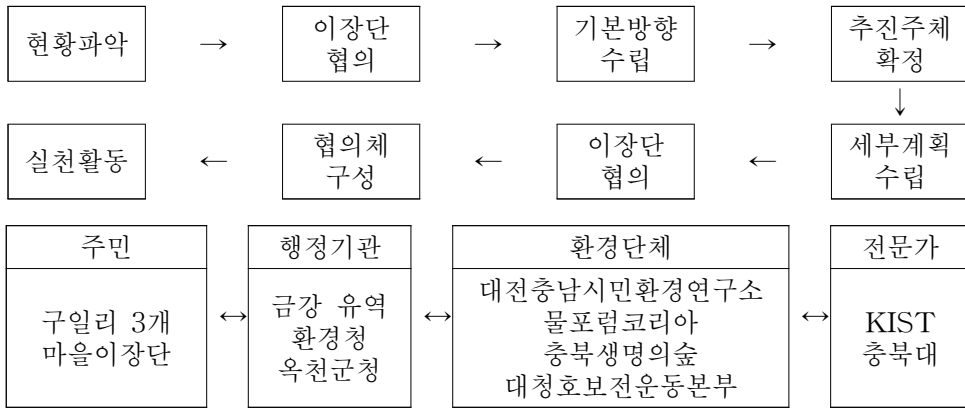 현황파악 → 이장단 협의 → 기본방향 수립 → 추진주체 확정
↓
실천활동 ← 협의체 구성 ← 이장단 협의 ← 세부계획 수립
주민 행정기관 환경단체 전문가
구일리 3개 마을이장단 ↔ 금강 유역 환경청 옥천군청 ↔ 대전충남시민환경연구소 물포럼코리아 충북생명의숲 대청호보전운동본부 ↔ KIST 충북대